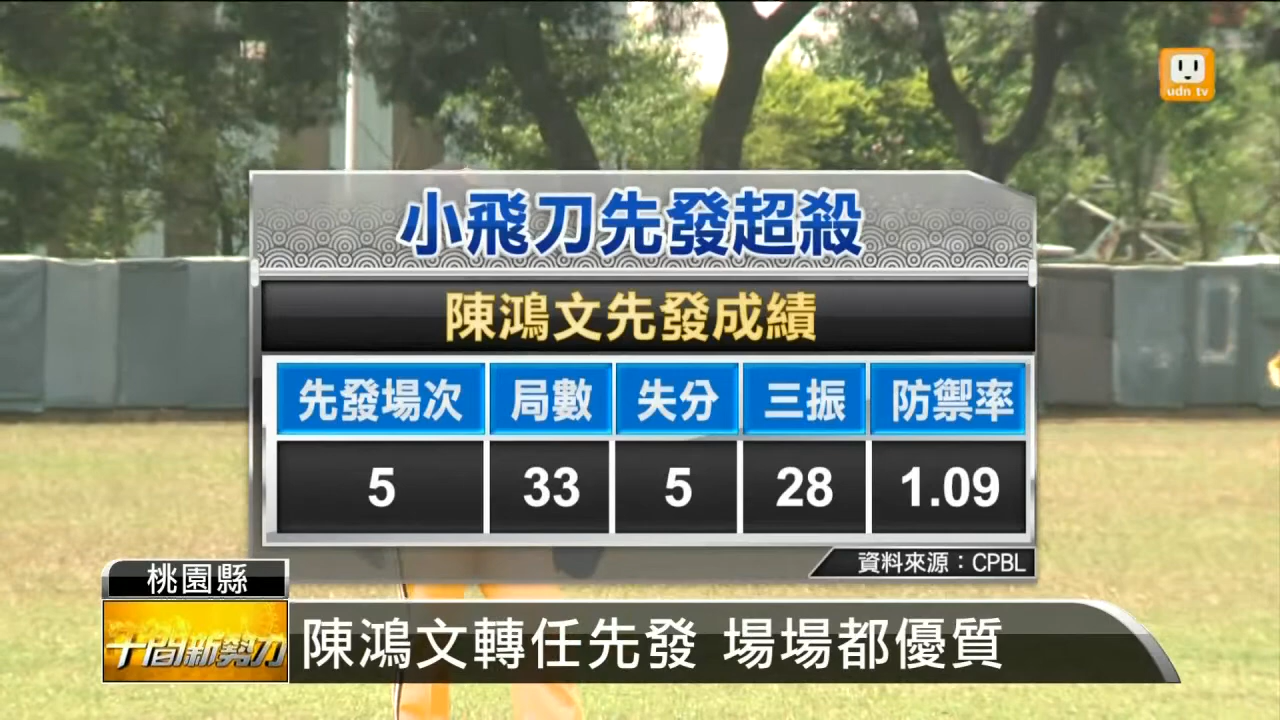 udn tv
小飛刀先發超殺
陳鴻文先發成績
先發場次 局數 失分 三振 防禦率
5 33 5 28 1.09
資料來源：CPBL
桃園縣
十間新勢力
陳鴻文轉任先發 場場都優質